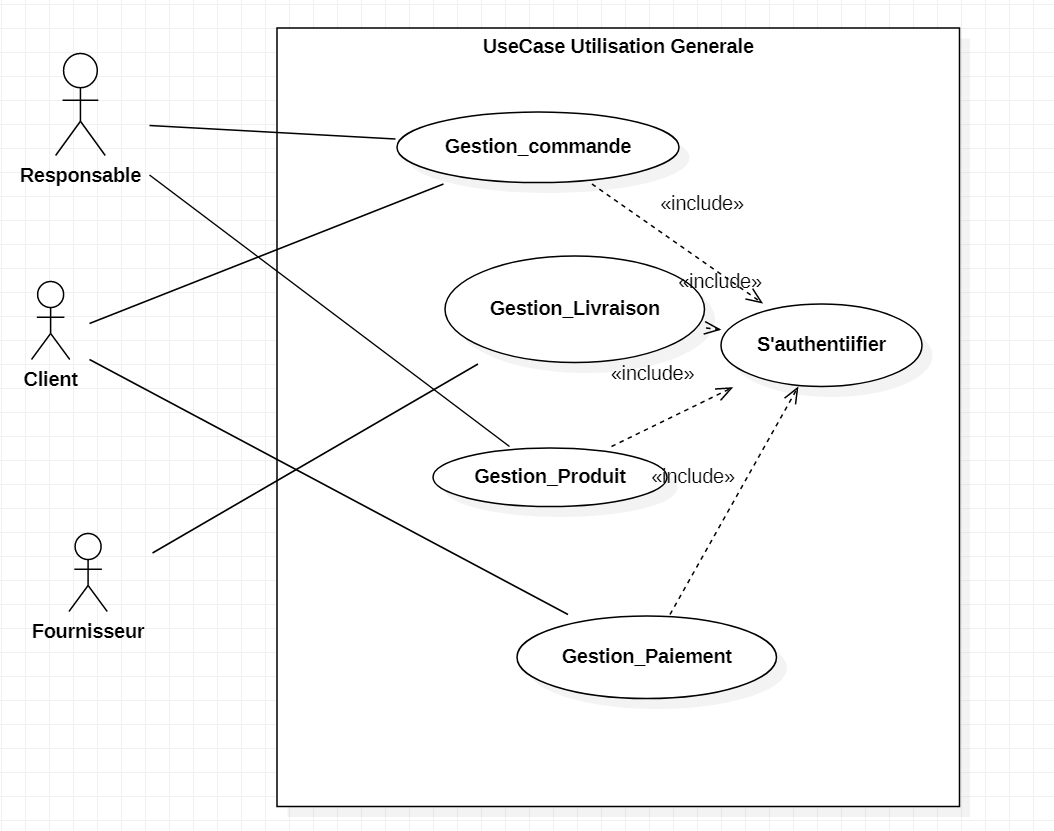 UseCase Utilisation Generale
Responsable
Gestion_commande
«include»
«include»
Gestion_Livraison
S'authentiifier
Client
«include»
Gestion_Produit
«include»
Fournisseur
Gestion_Paiement